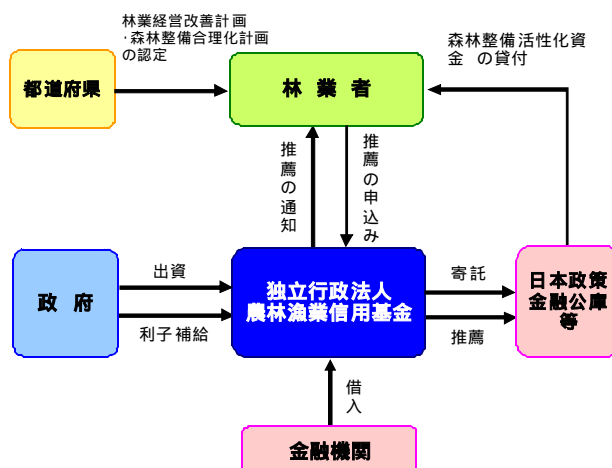 林業経営改善計画
・森林整備合理化計画
の認定
森林整備活性化資
金 の貸付
都道府県
林 業 者
推薦の通知
推薦の申込み
政 府
出資
利子補給
独立行政法人
農林漁業信用基金
寄託
推薦
日本政策
金融公庫
等
借入
金融機関